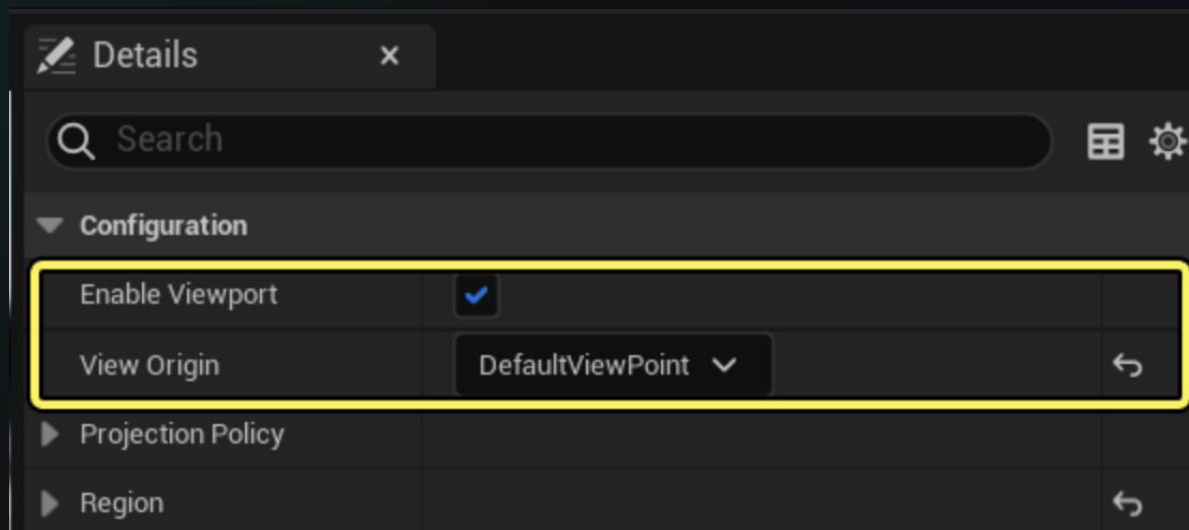 Details
Search
Configuration
Enable Viewport
View Origin DefaultViewPoint
Projection Policy
Region